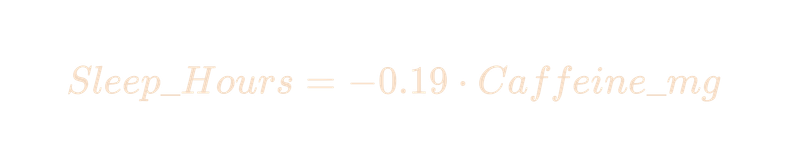 Sleep_Hours = −0.19 · Caffeine_mg